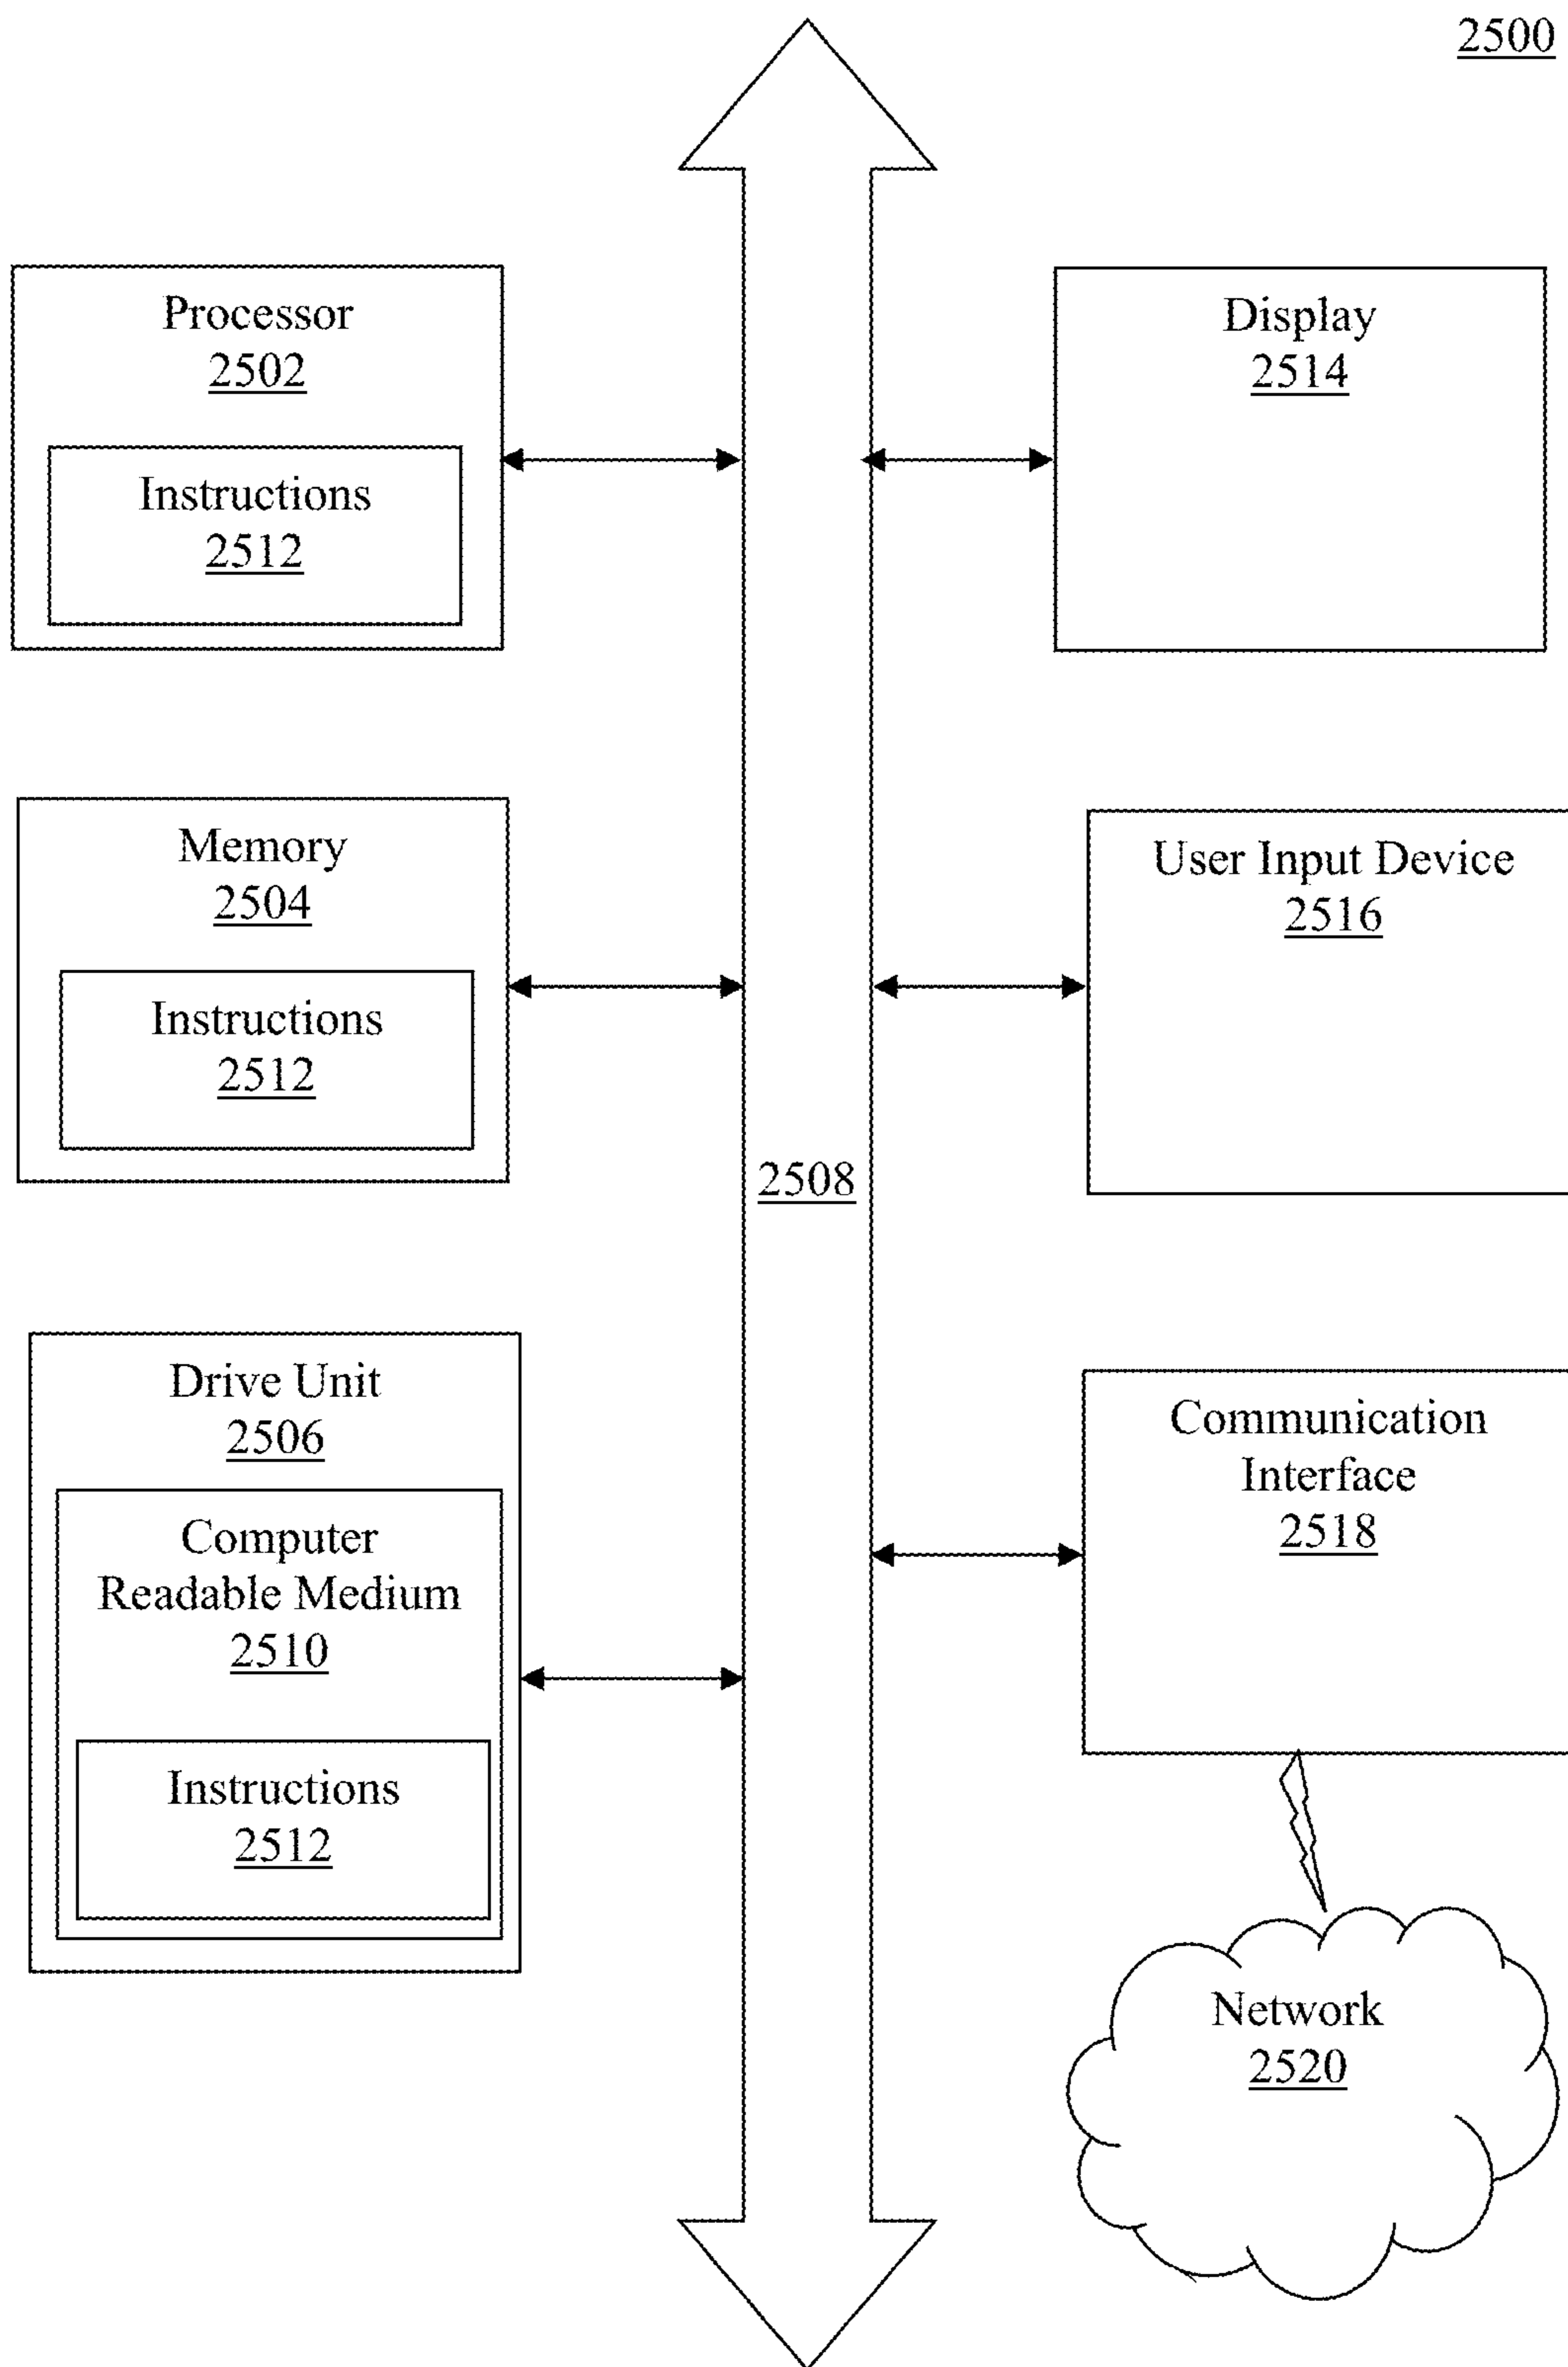 2500
Processor
2502
Instructions
2512
Memory
2504
Instructions
2512
Drive Unit
2506
Computer
Readable Medium
2510
Instructions
2512
2508
Display
2514
User Input Device
2516
Communication
Interface
2518
Network
2520